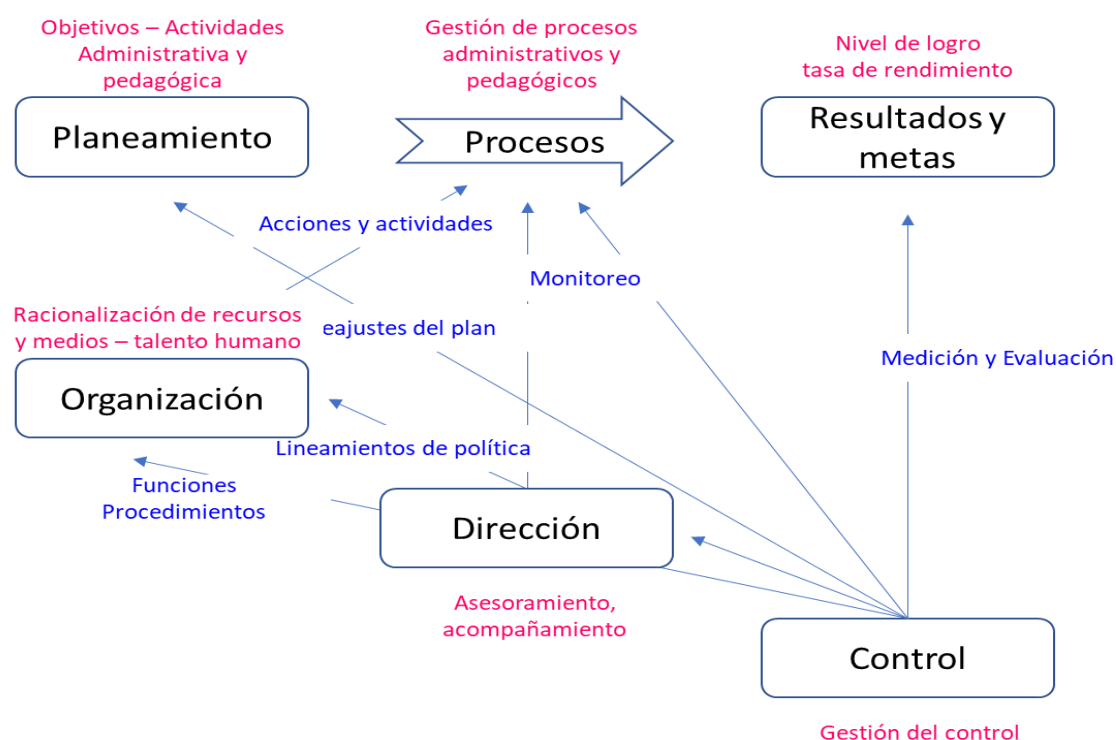 Objetivos – Actividades
Administrativa y
pedagógica
Gestión de procesos
administrativos y
pedagógicos
Nivel de logro
tasa de rendimiento
Planeamiento
Procesos
Resultados y
metas
Acciones y actividades
Monitoreo
Racionalización de recursos
y medios – talento humano
eajustes del plan
Medición y Evaluación
Organización
Lineamientos de política
Funciones
Procedimientos
Dirección
Asesoramiento,
acompañamiento
Control
Gestión del control